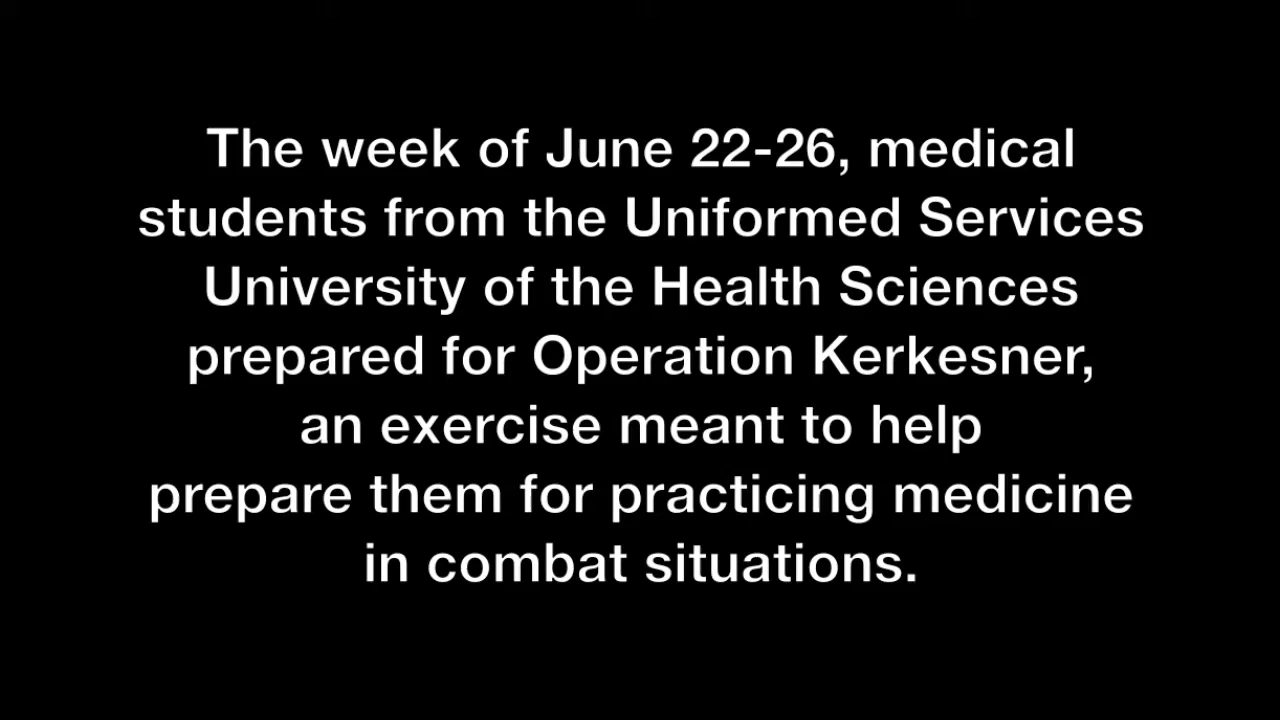 The week of June 22-26, medical
students from the Uniformed Services
University of the Health Sciences
prepared for Operation Kerkesner,
an exercise meant to help
prepare them for practicing medicine
in combat situations.